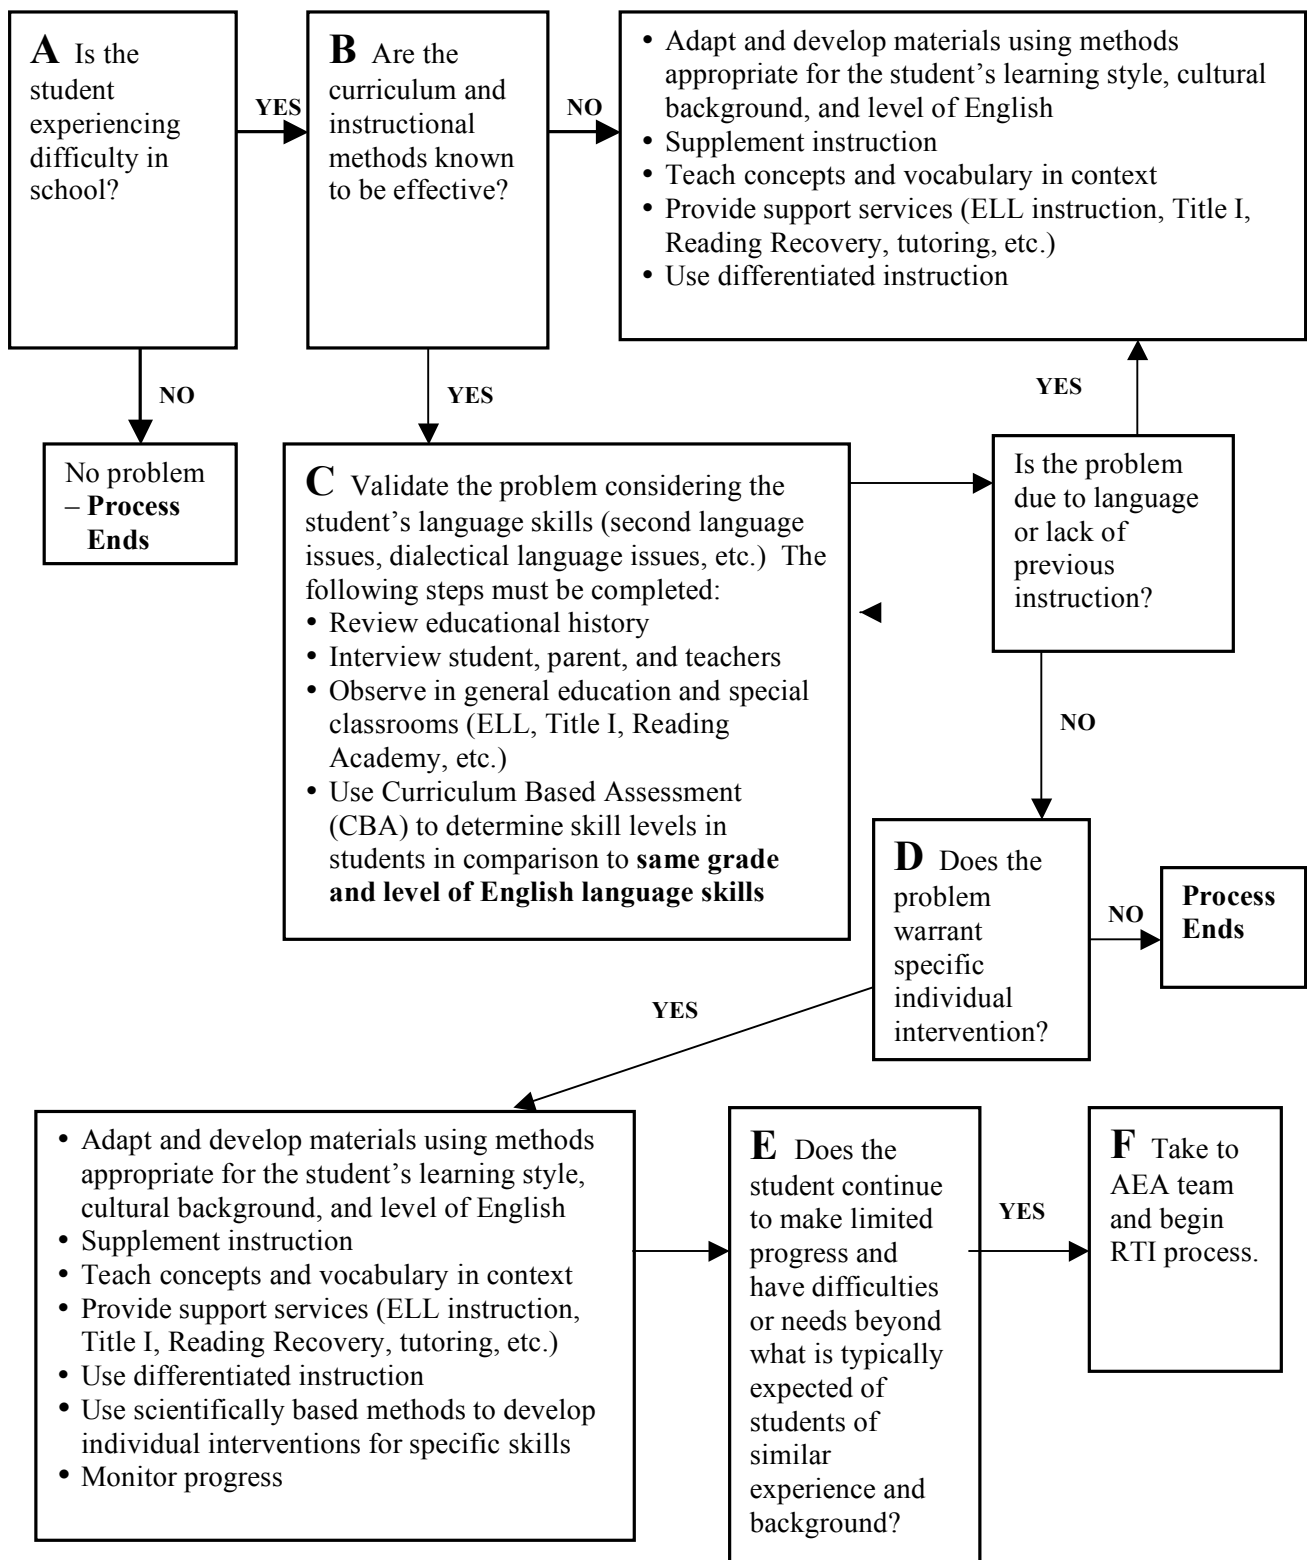 A Is the
student
experiencing
difficulty in
school?
YES
B Are the
curriculum and
instructional
methods known
to be effective?
NO
• Adapt and develop materials using methods
appropriate for the student’s learning style, cultural
background, and level of English
• Supplement instruction
• Teach concepts and vocabulary in context
• Provide support services (ELL instruction, Title I,
Reading Recovery, tutoring, etc.)
• Use differentiated instruction
NO
YES
YES
No problem
– Process
Ends
C Validate the problem considering the
student’s language skills (second language
issues, dialectical language issues, etc.) The
following steps must be completed:
• Review educational history
• Interview student, parent, and teachers
• Observe in general education and special
classrooms (ELL, Title I, Reading
Academy, etc.)
• Use Curriculum Based Assessment
(CBA) to determine skill levels in
students in comparison to same grade
and level of English language skills
Is the problem
due to language
or lack of
previous
instruction?
NO
D Does the
problem
warrant
specific
individual
intervention?
NO
Process
Ends
YES
• Adapt and develop materials using methods
appropriate for the student’s learning style,
cultural background, and level of English
• Supplement instruction
• Teach concepts and vocabulary in context
• Provide support services (ELL instruction,
Title I, Reading Recovery, tutoring, etc.)
• Use differentiated instruction
• Use scientifically based methods to develop
individual interventions for specific skills
• Monitor progress
E Does the
student continue
to make limited
progress and
have difficulties
or needs beyond
what is typically
expected of
students of
similar
experience and
background?
YES
F Take to
AEA team
and begin
RTI process.